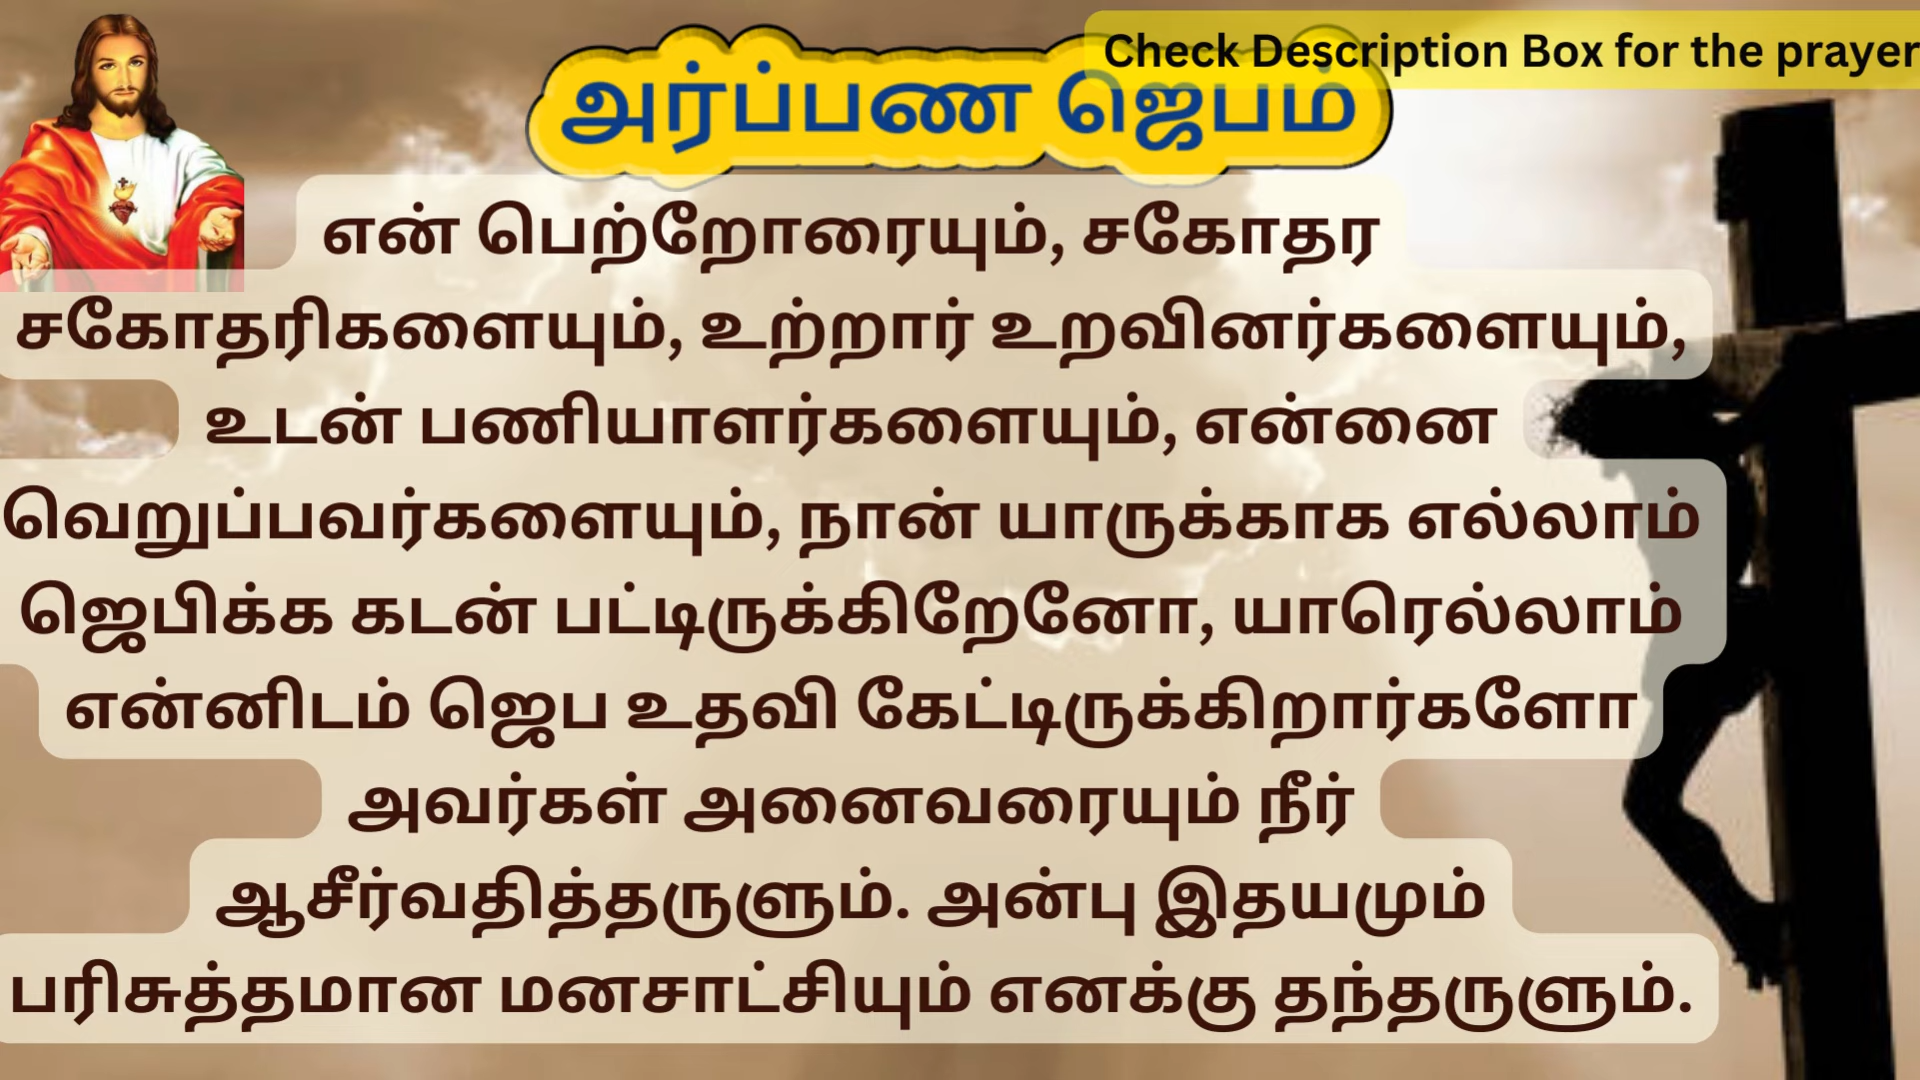 Check Description Box for the prayer
அர்ப்பண ஜெபம்
என் பெற்றோரையும், சகோதர
சகோதரிகளையும், உற்றார் உறவினர்களையும்,
உடன் பணியாளர்களையும், என்னை
வெறுப்பவர்களையும், நான் யாருக்காக எல்லாம்
ஜெபிக்க கடன் பட்டிருக்கிறேனோ, யாரெல்லாம்
என்னிடம் ஜெப உதவி கேட்டிருக்கிறார்களோ
அவர்கள் அனைவரையும் நீர்
ஆசீர்வதித்தருளும். அன்பு இதயமும்
பரிசுத்தமான மனசாட்சியும் எனக்கு தந்தருளும்.